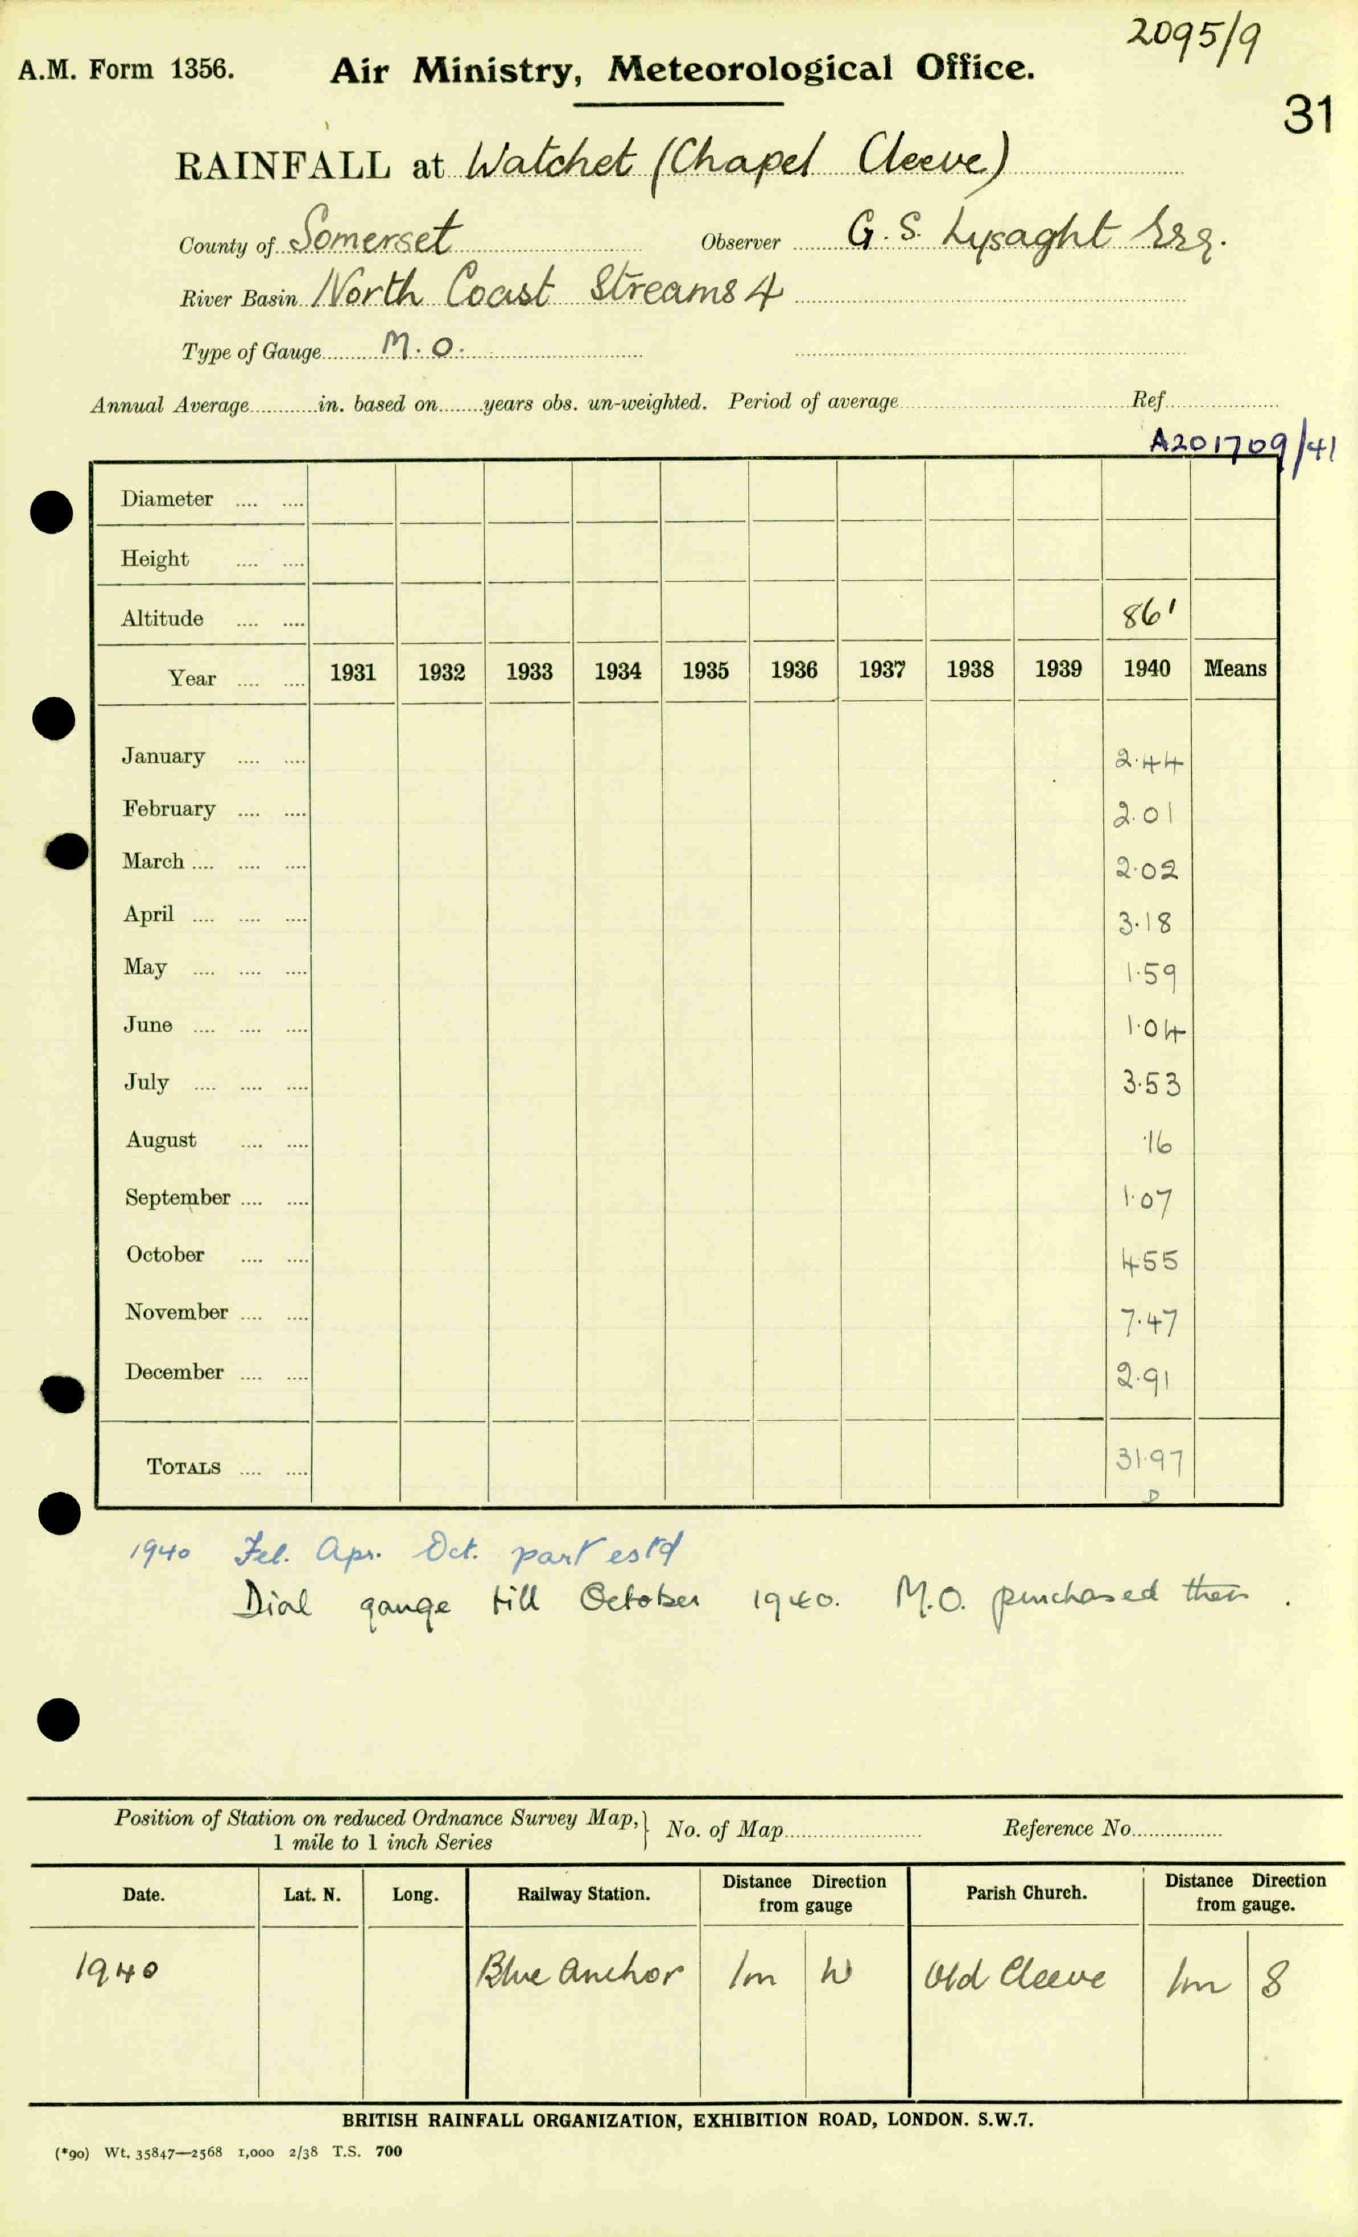 2095/9
A.M. Form 1356. Air Ministry, Meteorological Office.
31
RAINFALL at Watchet (Chapel Cleeve)
County of Somerset Observer G. S. Lysaght Esq.
River Basin North Coast Streams 4
Type of Gauge M.O.
Annual Average in. based on years obs. un-weighted. Period of average Ref.
A201709/41
Diameter
Height
Altitude 86'
Year 1931 1932 1933 1934 1935 1936 1937 1938 1939 1940 Means
January 2.44
February 2.01
March 2.02
April 3.18
May 1.59
June 1.04
July 3.53
August .16
September 1.07
October 4.55
November 7.47
December 2.91
TOTALS 31.97
D
1940 Feb. Apr. Oct. part est'd
Dial gauge till October 1940. M.O. purchased then.
Position of Station on reduced Ordnance Survey Map, 1 mile to 1 inch Series } No. of Map Reference No.
Date. Lat. N. Long. Railway Station. Distance Direction from gauge Parish Church. Distance Direction from gauge.
1940 Blue Anchor 1m W Old Cleeve 1m S
BRITISH RAINFALL ORGANIZATION, EXHIBITION ROAD, LONDON. S.W.7.
(*90) Wt. 35847—2568 1,000 2/38 T.S. 700